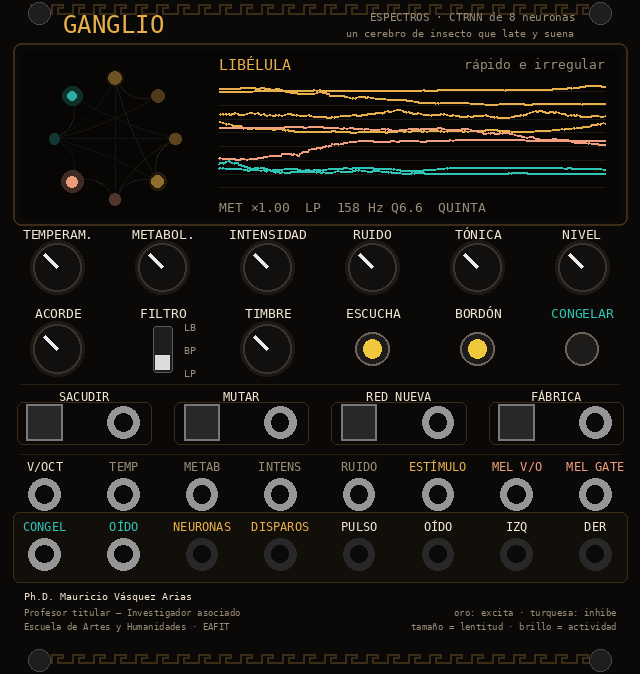 GANGLIO
ESPECTROS · CTRNN de 8 neuronas
un cerebro de insecto que late y suena
LIBÉLULA
rápido e irregular
MET ×1.00 LP 158 Hz Q6.6 QUINTA
TEMPERAM. METABOL. INTENSIDAD RUIDO TÓNICA NIVEL
ACORDE FILTRO TIMBRE ESCUCHA BORDÓN CONGELAR
LB
BP
LP
SACUDIR MUTAR RED NUEVA FÁBRICA
V/OCT TEMP METAB INTENS RUIDO ESTÍMULO MEL V/O MEL GATE
CONGEL OÍDO NEURONAS DISPAROS PULSO OÍDO IZQ DER
Ph.D. Mauricio Vásquez Arias
Profesor titular — Investigador asociado
Escuela de Artes y Humanidades · EAFIT
oro: excita · turquesa: inhibe
tamaño = lentitud · brillo = actividad